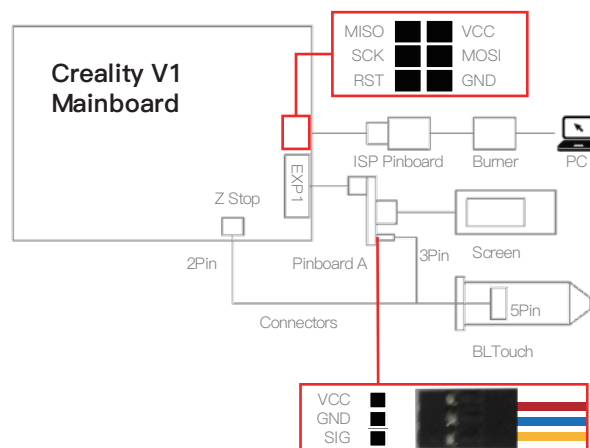 MISO VCC
SCK MOSI
RST GND
Creality V1
Mainboard
ISP Pinboard
Burner
PC
EXP1
Z Stop
2Pin
Pinboard A
3Pin
Screen
Connectors
5Pin
BLTouch
VCC
GND
SIG